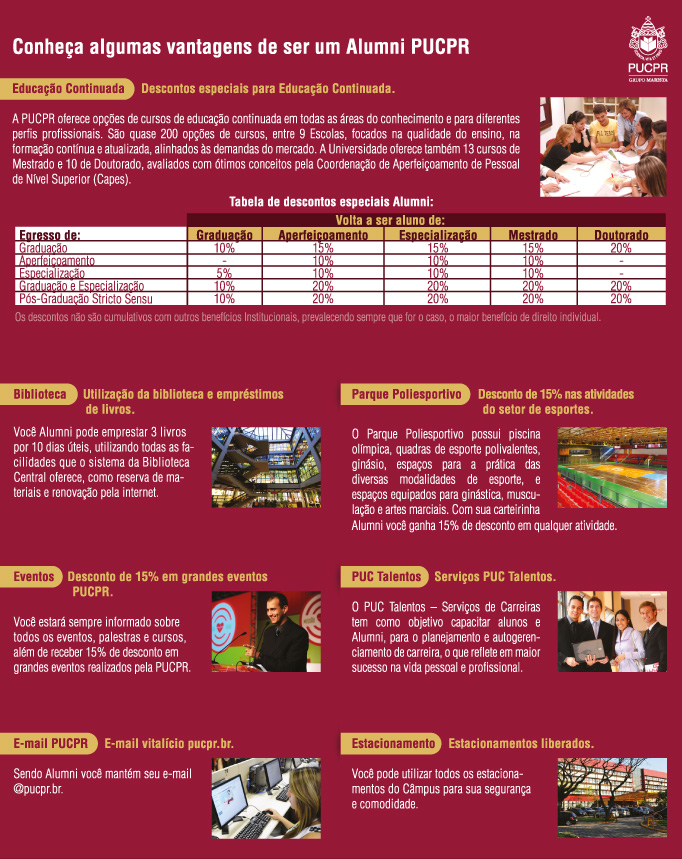 Conheça algumas vantagens de ser um Alumni PUCPR
PUCPR
GRUPO MARISTA
Educação Continuada Descontos especiais para Educação Continuada.
A PUCPR oferece opções de cursos de educação continuada em todas as áreas do conhecimento e para diferentes
perfis profissionais. São quase 200 opções de cursos, entre 9 Escolas, focados na qualidade do ensino, na
formação contínua e atualizada, alinhados às demandas do mercado. A Universidade oferece também 13 cursos de
Mestrado e 10 de Doutorado, avaliados com ótimos conceitos pela Coordenação de Aperfeiçoamento de Pessoal
de Nível Superior (Capes).
Tabela de descontos especiais Alumni:
Volta a ser aluno de:
Egresso de: Graduação Aperfeiçoamento Especialização Mestrado Doutorado
Graduação 10% 15% 15% 15% 20%
Aperfeiçoamento - 10% 10% 10% -
Especialização 5% 10% 10% 10% -
Graduação e Especialização 10% 20% 20% 20% 20%
Pós-Graduação Stricto Sensu 10% 20% 20% 20% 20%
Os descontos não são cumulativos com outros benefícios Institucionais, prevalecendo sempre que for o caso, o maior benefício de direito individual.
Biblioteca Utilização da biblioteca e empréstimos
de livros.
Você Alumni pode emprestar 3 livros
por 10 dias úteis, utilizando todas as fa-
cilidades que o sistema da Biblioteca
Central oferece, como reserva de ma-
teriais e renovação pela internet.
Parque Poliesportivo Desconto de 15% nas atividades
do setor de esportes.
O Parque Poliesportivo possui piscina
olímpica, quadras de esporte polivalentes,
ginásio, espaços para a prática das
diversas modalidades de esporte, e
espaços equipados para ginástica, muscu-
lação e artes marciais. Com sua carteirinha
Alumni você ganha 15% de desconto em qualquer atividade.
Eventos Desconto de 15% em grandes eventos
PUCPR.
Você estará sempre informado sobre
todos os eventos, palestras e cursos,
além de receber 15% de desconto em
grandes eventos realizados pela PUCPR.
PUC Talentos Serviços PUC Talentos.
O PUC Talentos – Serviços de Carreiras
tem como objetivo capacitar alunos e
Alumni, para o planejamento e autogeren-
ciamento de carreira, o que reflete em maior
sucesso na vida pessoal e profissional.
E-mail PUCPR E-mail vitalício pucpr.br.
Sendo Alumni você mantém seu e-mail
@pucpr.br.
Estacionamento Estacionamentos liberados.
Você pode utilizar todos os estaciona-
mentos do Câmpus para sua segurança
e comodidade.